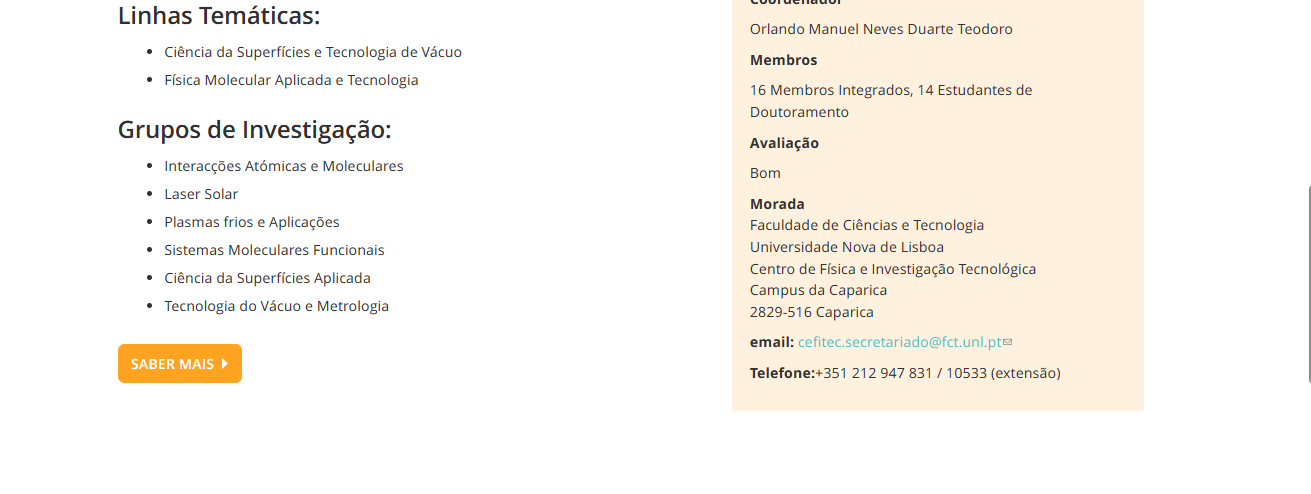 Linhas Temáticas:
Ciência da Superfícies e Tecnologia de Vácuo
Física Molecular Aplicada e Tecnologia
Grupos de Investigação:
Interacções Atómicas e Moleculares
Laser Solar
Plasmas frios e Aplicações
Sistemas Moleculares Funcionais
Ciência da Superfícies Aplicada
Tecnologia do Vácuo e Metrologia
SABER MAIS
Coordenador
Orlando Manuel Neves Duarte Teodoro
Membros
16 Membros Integrados, 14 Estudantes de
Doutoramento
Avaliação
Bom
Morada
Faculdade de Ciências e Tecnologia
Universidade Nova de Lisboa
Centro de Física e Investigação Tecnológica
Campus da Caparica
2829-516 Caparica
email: cefitec.secretariado@fct.unl.pt
Telefone:+351 212 947 831 / 10533 (extensão)